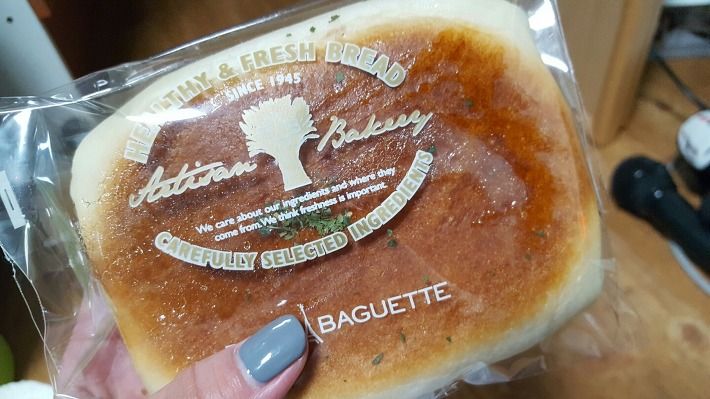 HEALTHY & FRESH BREAD
SINCE 1945
Artisan Bakery
We care about our ingredients and where they
come from.We think freshness is important.
CAREFULLY SELECTED INGREDIENTS
BAGUETTE